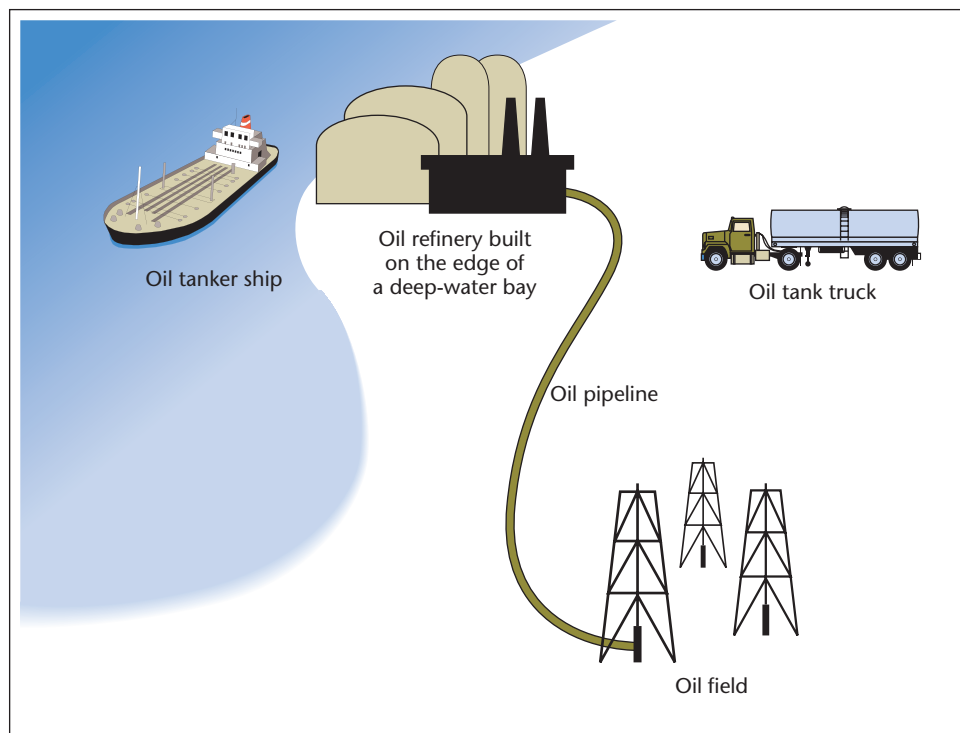 Oil tanker ship
Oil refinery built
on the edge of
a deep-water bay
Oil tank truck
Oil pipeline
Oil field